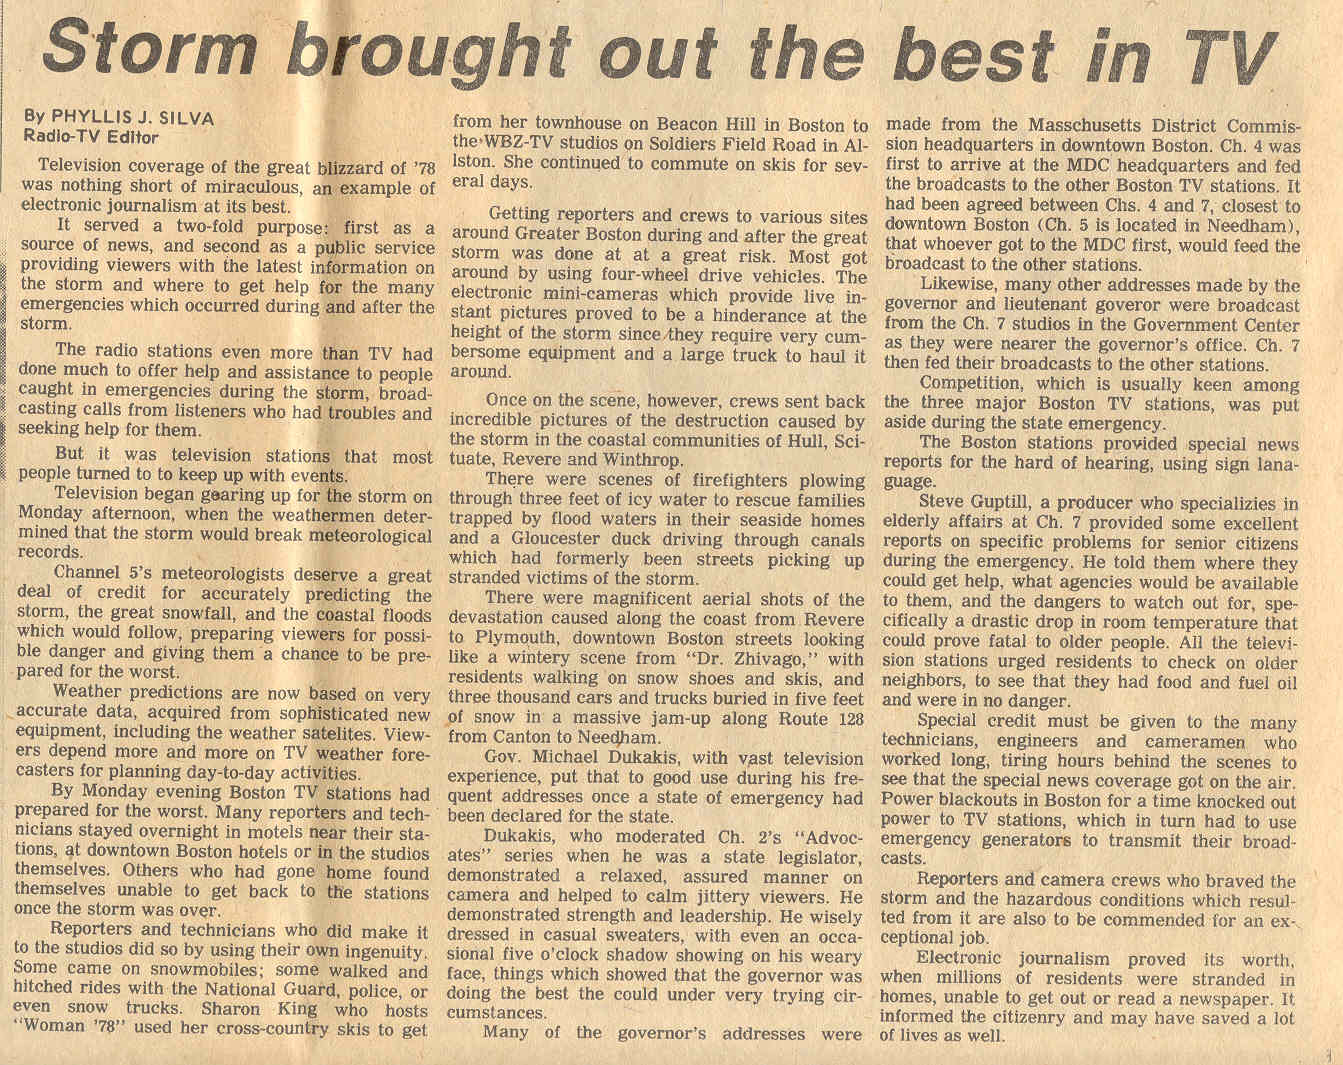 Storm brought out the best in TV
By PHYLLIS J. SILVA
Radio-TV Editor
Television coverage of the great blizzard of '78
was nothing short of miraculous, an example of
electronic journalism at its best.
It served a two-fold purpose: first as a
source of news, and second as a public service
providing viewers with the latest information on
the storm and where to get help for the many
emergencies which occurred during and after the
storm.
The radio stations even more than TV had
done much to offer help and assistance to people
caught in emergencies during the storm, broad-
casting calls from listeners who had troubles and
seeking help for them.
But it was television stations that most
people turned to to keep up with events.
Television began gearing up for the storm on
Monday afternoon, when the weathermen deter-
mined that the storm would break meteorological
records.
Channel 5's meteorologists deserve a great
deal of credit for accurately predicting the
storm, the great snowfall, and the coastal floods
which would follow, preparing viewers for possi-
ble danger and giving them a chance to be pre-
pared for the worst.
Weather predictions are now based on very
accurate data, acquired from sophisticated new
equipment, including the weather satelites. View-
ers depend more and more on TV weather fore-
casters for planning day-to-day activities.
By Monday evening Boston TV stations had
prepared for the worst. Many reporters and tech-
nicians stayed overnight in motels near their sta-
tions, at downtown Boston hotels or in the studios
themselves. Others who had gone home found
themselves unable to get back to the stations
once the storm was over.
Reporters and technicians who did make it
to the studios did so by using their own ingenuity.
Some came on snowmobiles; some walked and
hitched rides with the National Guard, police, or
even snow trucks. Sharon King who hosts
"Woman '78" used her cross-country skis to get
from her townhouse on Beacon Hill in Boston to
the WBZ-TV studios on Soldiers Field Road in Al-
lston. She continued to commute on skis for sev-
eral days.
Getting reporters and crews to various sites
around Greater Boston during and after the great
storm was done at at a great risk. Most got
around by using four-wheel drive vehicles. The
electronic mini-cameras which provide live in-
stant pictures proved to be a hinderance at the
height of the storm since they require very cum-
bersome equipment and a large truck to haul it
around.
Once on the scene, however, crews sent back
incredible pictures of the destruction caused by
the storm in the coastal communities of Hull, Sci-
tuate, Revere and Winthrop.
There were scenes of firefighters plowing
through three feet of icy water to rescue families
trapped by flood waters in their seaside homes
and a Gloucester duck driving through canals
which had formerly been streets picking up
stranded victims of the storm.
There were magnificent aerial shots of the
devastation caused along the coast from Revere
to Plymouth, downtown Boston streets looking
like a wintery scene from "Dr. Zhivago," with
residents walking on snow shoes and skis, and
three thousand cars and trucks buried in five feet
of snow in a massive jam-up along Route 128
from Canton to Needham.
Gov. Michael Dukakis, with vast television
experience, put that to good use during his fre-
quent addresses once a state of emergency had
been declared for the state.
Dukakis, who moderated Ch. 2's "Advoc-
ates" series when he was a state legislator,
demonstrated a relaxed, assured manner on
camera and helped to calm jittery viewers. He
demonstrated strength and leadership. He wisely
dressed in casual sweaters, with even an occa-
sional five o'clock shadow showing on his weary
face, things which showed that the governor was
doing the best the could under very trying cir-
cumstances.
Many of the governor's addresses were
made from the Masschusetts District Commis-
sion headquarters in downtown Boston. Ch. 4 was
first to arrive at the MDC headquarters and fed
the broadcasts to the other Boston TV stations. It
had been agreed between Chs. 4 and 7, closest to
downtown Boston (Ch. 5 is located in Needham),
that whoever got to the MDC first, would feed the
broadcast to the other stations.
Likewise, many other addresses made by the
governor and lieutenant goveror were broadcast
from the Ch. 7 studios in the Government Center
as they were nearer the governor's office. Ch. 7
then fed their broadcasts to the other stations.
Competition, which is usually keen among
the three major Boston TV stations, was put
aside during the state emergency.
The Boston stations provided special news
reports for the hard of hearing, using sign lana-
guage.
Steve Guptill, a producer who specializies in
elderly affairs at Ch. 7 provided some excellent
reports on specific problems for senior citizens
during the emergency. He told them where they
could get help, what agencies would be available
to them, and the dangers to watch out for, spe-
cifically a drastic drop in room temperature that
could prove fatal to older people. All the televi-
sion stations urged residents to check on older
neighbors, to see that they had food and fuel oil
and were in no danger.
Special credit must be given to the many
technicians, engineers and cameramen who
worked long, tiring hours behind the scenes to
see that the special news coverage got on the air.
Power blackouts in Boston for a time knocked out
power to TV stations, which in turn had to use
emergency generators to transmit their broad-
casts.
Reporters and camera crews who braved the
storm and the hazardous conditions which resul-
ted from it are also to be commended for an ex-
ceptional job.
Electronic journalism proved its worth,
when millions of residents were stranded in
homes, unable to get out or read a newspaper. It
informed the citizenry and may have saved a lot
of lives as well.